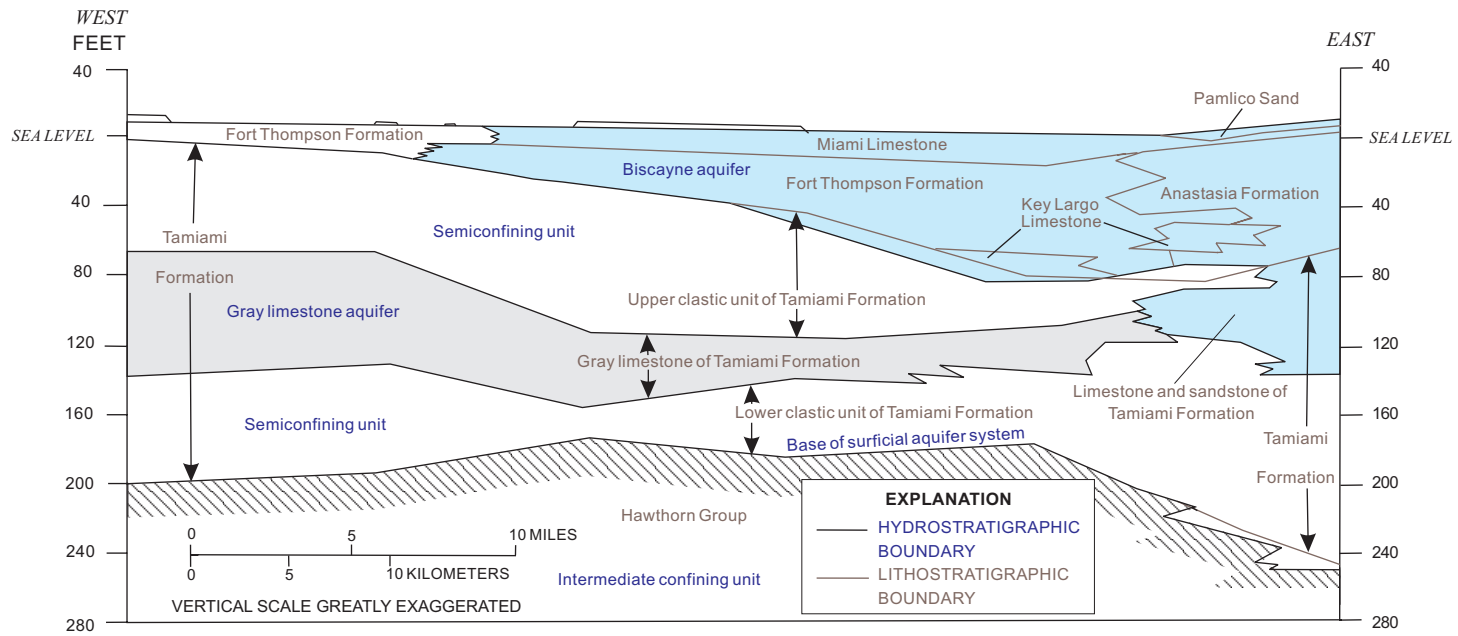 WEST
FEET
EAST
40
40
Pamlico Sand
SEA LEVEL
Fort Thompson Formation
Miami Limestone
SEA LEVEL
Biscayne aquifer
Fort Thompson Formation
Anastasia Formation
40
Key Largo
Limestone
40
Tamiami
Semiconfining unit
80
Formation
80
Upper clastic unit of Tamiami Formation
Gray limestone aquifer
120
Gray limestone of Tamiami Formation
120
Limestone and sandstone of
Tamiami Formation
160
Lower clastic unit of Tamiami Formation
160
Semiconfining unit
Base of surficial aquifer system
Tamiami
200
Formation
200
EXPLANATION
HYDROSTRATIGRAPHIC
BOUNDARY
LITHOSTRATIGRAPHIC
BOUNDARY
Hawthorn Group
0 5 10 MILES
240
240
0 5 10 KILOMETERS
Intermediate confining unit
VERTICAL SCALE GREATLY EXAGGERATED
280
280